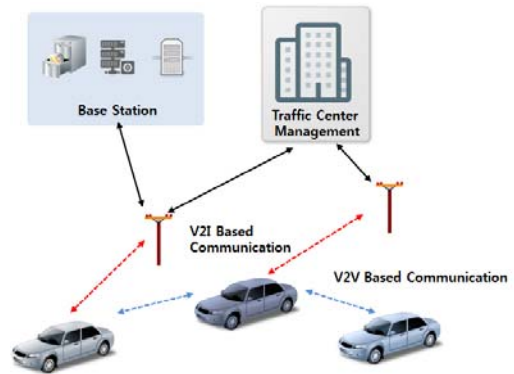 Base Station
Traffic Center
Management
V2I Based
Communication
V2V Based Communication